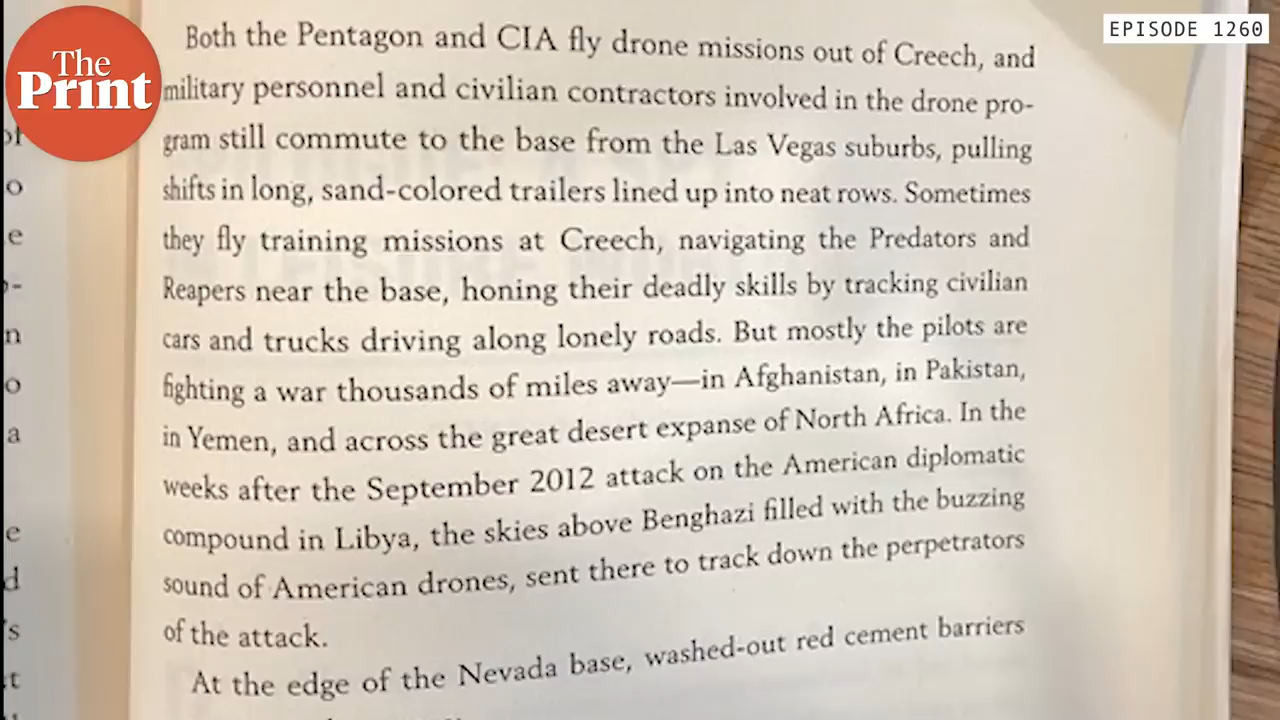 The
Print
EPISODE 1260
Both the Pentagon and CIA fly drone missions out of Creech, and
military personnel and civilian contractors involved in the drone pro-
gram still commute to the base from the Las Vegas suburbs, pulling
shifts in long, sand-colored trailers lined up into neat rows. Sometimes
they fly training missions at Creech, navigating the Predators and
Reapers near the base, honing their deadly skills by tracking civilian
cars and trucks driving along lonely roads. But mostly the pilots are
fighting a war thousands of miles away—in Afghanistan, in Pakistan,
in Yemen, and across the great desert expanse of North Africa. In the
weeks after the September 2012 attack on the American diplomatic
compound in Libya, the skies above Benghazi filled with the buzzing
sound of American drones, sent there to track down the perpetrators
of the attack.
At the edge of the Nevada base, washed-out red cement barriers